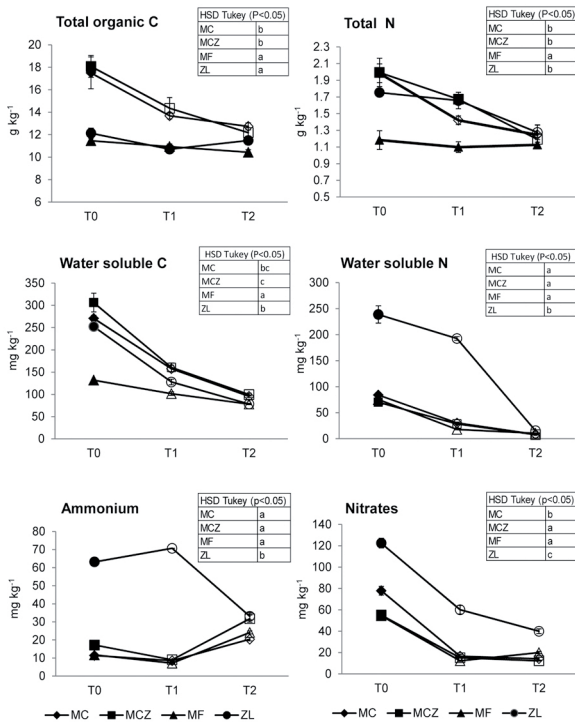 Total organic C
HSD Tukey (P<0.05)
MC b
MCZ b
MF a
ZL a
g kg-1
18
16
14
12
10
8
6
T0 T1 T2
Total N
HSD Tukey (P<0.05)
MC b
MCZ b
MF a
ZL b
g kg-1
2.3
2.1
1.9
1.7
1.5
1.3
1.1
0.9
0.7
0.5
T0 T1 T2
Water soluble C
HSD Tukey (P<0.05)
MC bc
MCZ c
MF a
ZL b
mg kg-1
350
300
250
200
150
100
50
0
T0 T1 T2
Water soluble N
HSD Tukey (P<0.05)
MC a
MCZ a
MF a
ZL b
mg kg-1
300
250
200
150
100
50
0
T0 T1 T2
Ammonium
HSD Tukey (p<0.05)
MC a
MCZ a
MF a
ZL b
mg kg-1
80
70
60
50
40
30
20
10
0
T0 T1 T2
Nitrates
HSD Tukey (p<0.05)
MC b
MCZ a
MF a
ZL c
mg kg-1
140
120
100
80
60
40
20
0
T0 T1 T2
MC MCZ MF ZL
MC MCZ MF ZL